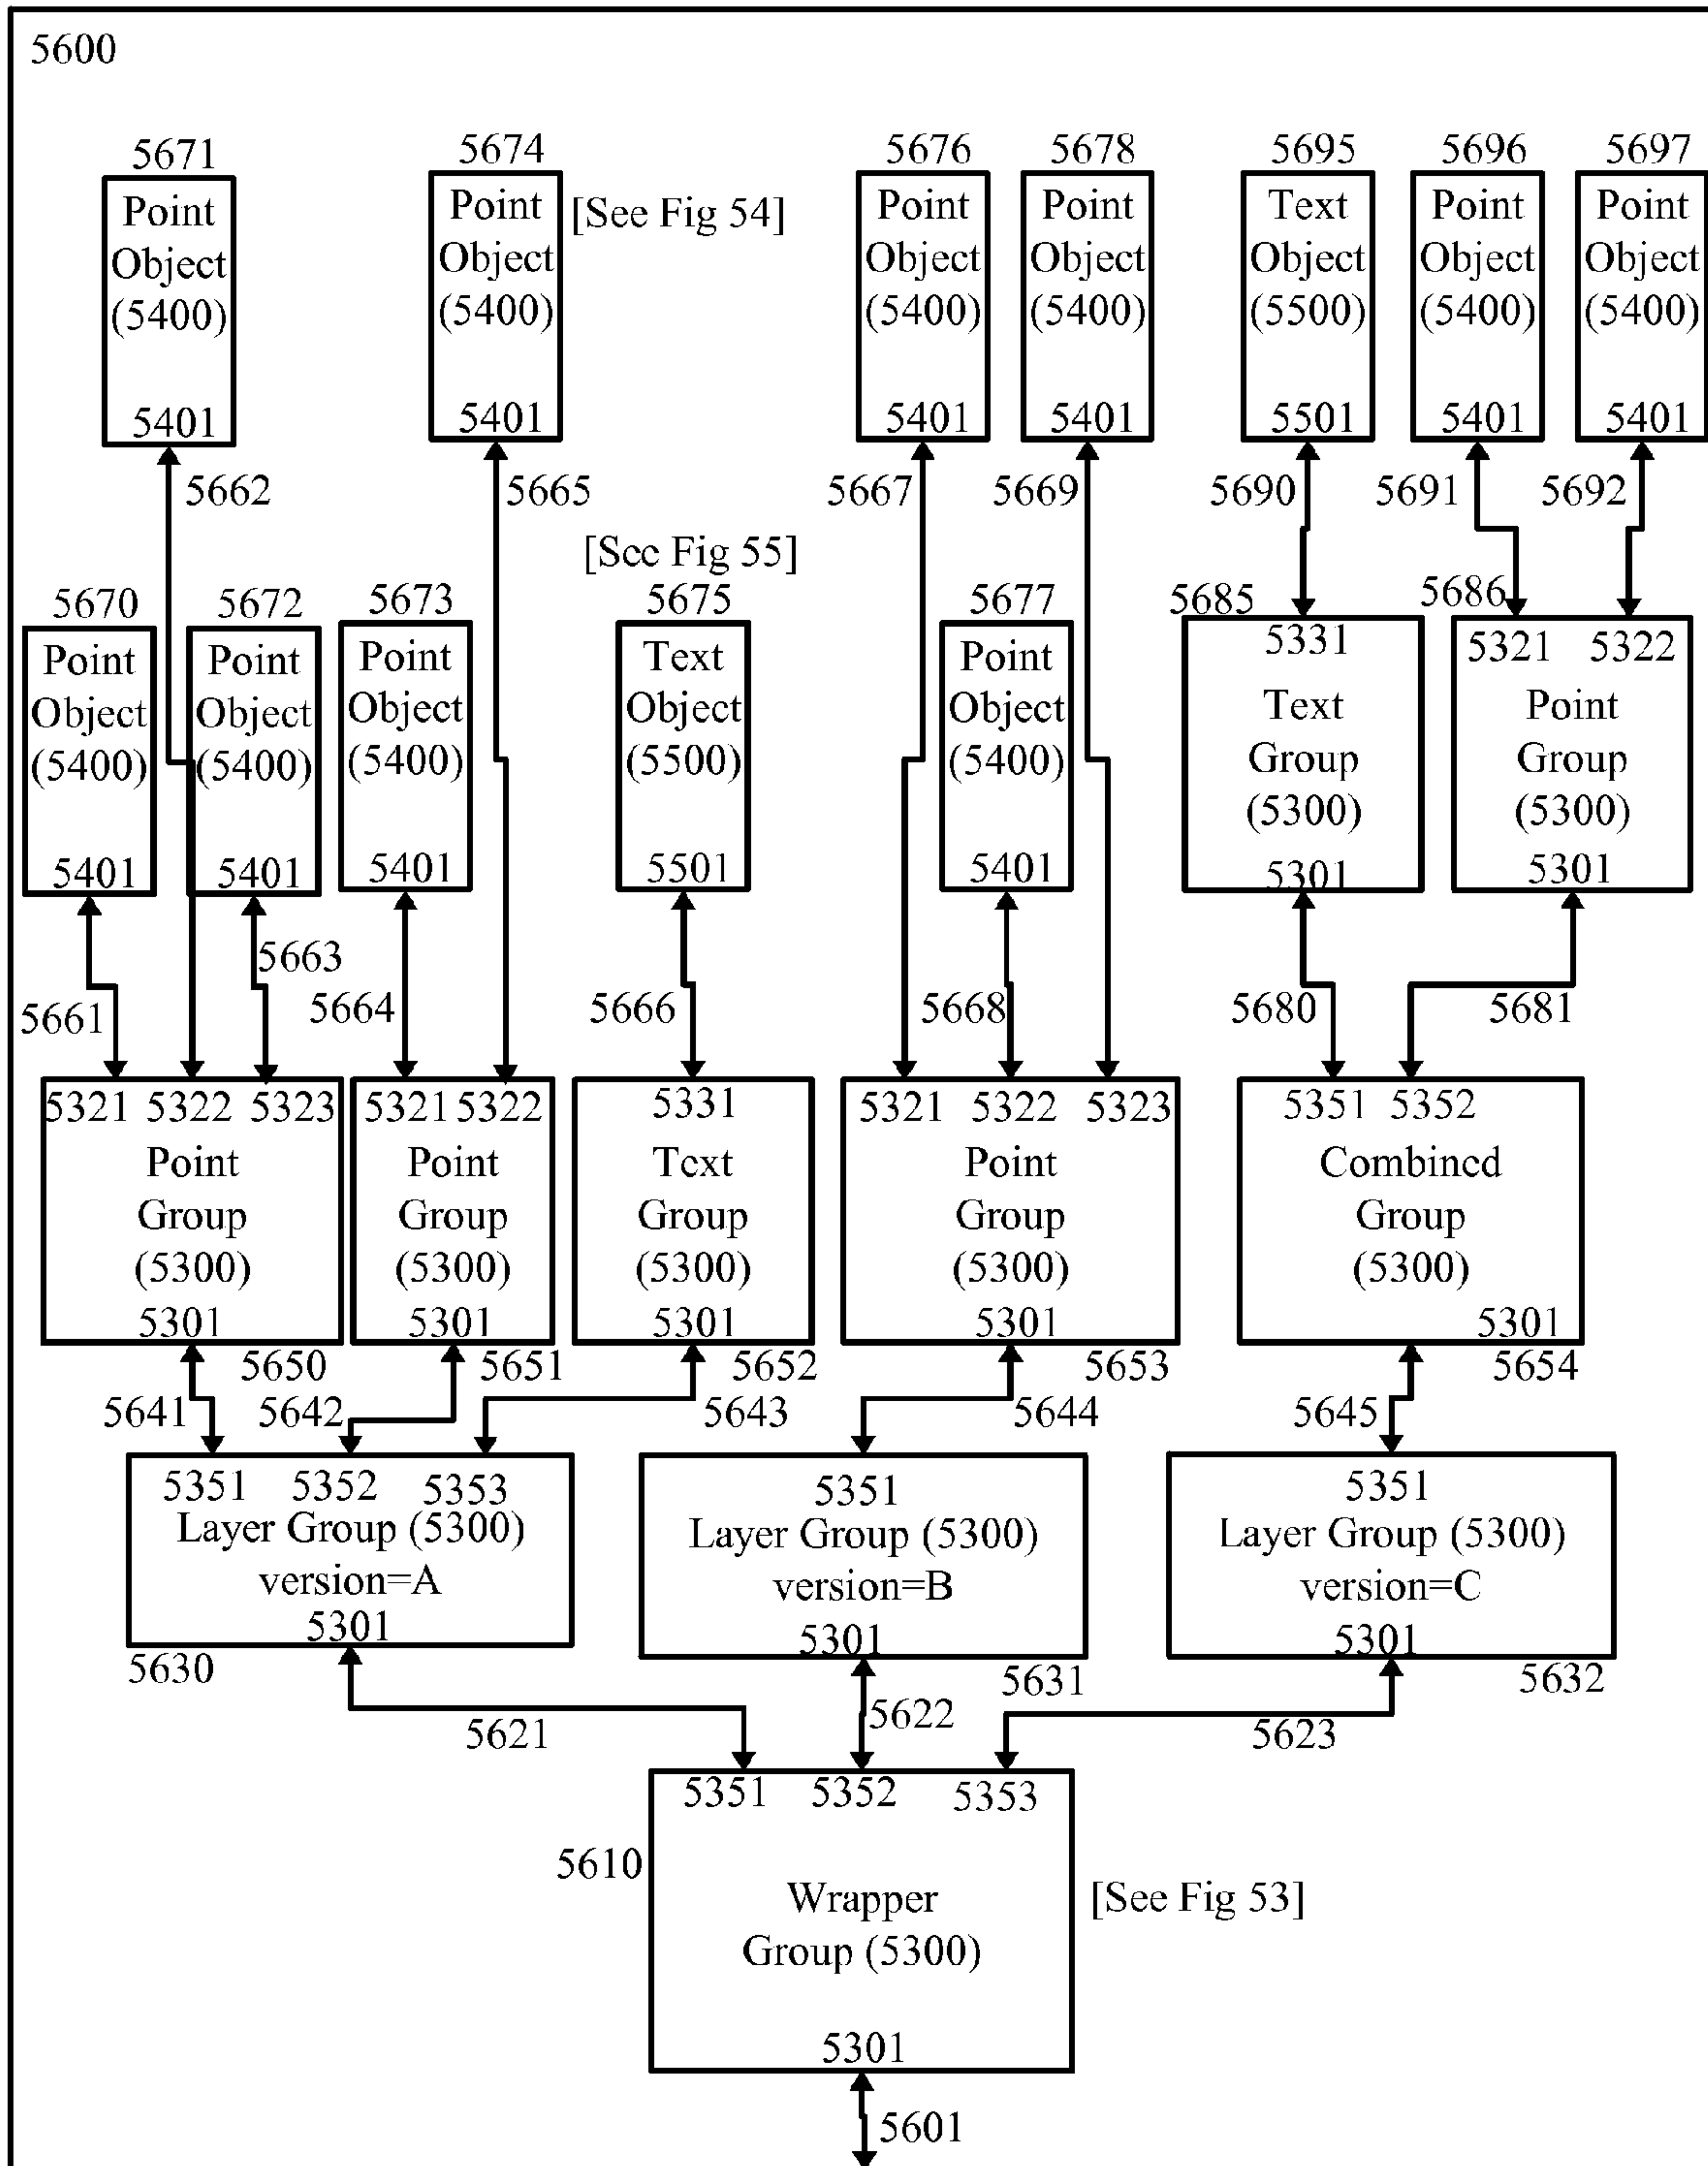 5600
5671
5674
5676
5678
5695
5696
5697
Point
Object
(5400)
5401
Point
Object
(5400)
5401
[See Fig 54]
Point
Object
(5400)
5401
Point
Object
(5400)
5401
Text
Object
(5500)
5501
Point
Object
(5400)
5401
Point
Object
(5400)
5401
5662
5665
5667
5669
5690
5691
5692
[See Fig 55]
5670
5672
5673
5675
5677
5685
5686
Point
Object
(5400)
5401
Point
Object
(5400)
5401
Point
Object
(5400)
5401
Text
Object
(5500)
5501
Point
Object
(5400)
5401
5331
Text
Group
(5300)
5301
5321 5322
Point
Group
(5300)
5301
5661
5663
5664
5666
5668
5680
5681
5321 5322 5323
Point
Group
(5300)
5301
5650
5321 5322
Point
Group
(5300)
5301
5651
5331
Text
Group
(5300)
5301
5652
5321 5322 5323
Point
Group
(5300)
5301
5653
5351 5352
Combined
Group
(5300)
5301
5654
5641
5642
5643
5644
5645
5351 5352 5353
Layer Group (5300)
version=A
5301
5630
5351
Layer Group (5300)
version=B
5301
5631
5351
Layer Group (5300)
version=C
5301
5632
5621
5622
5623
5351 5352 5353
5610
Wrapper
Group (5300)
5301
[See Fig 53]
5601